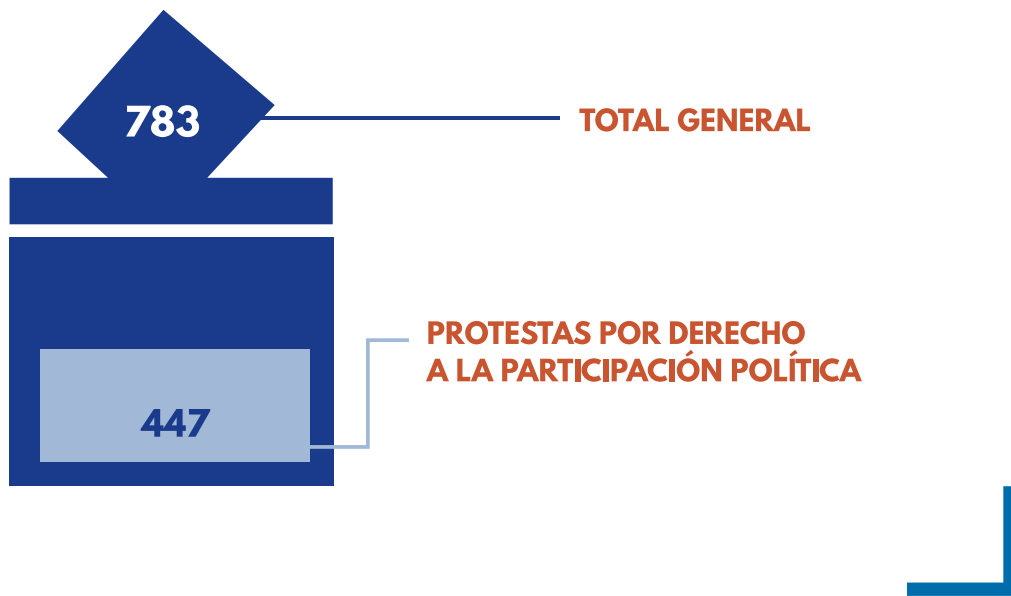 783
TOTAL GENERAL
PROTESTAS POR DERECHO
A LA PARTICIPACIÓN POLÍTICA
447